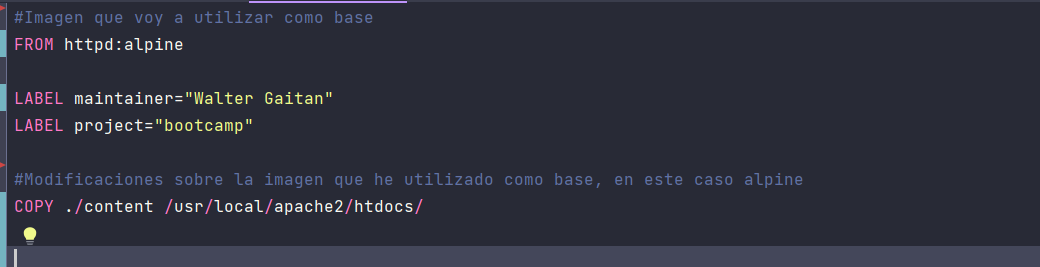 #Imagen que voy a utilizar como base
FROM httpd:alpine
LABEL maintainer="Walter Gaitan"
LABEL project="bootcamp"
#Modificaciones sobre la imagen que he utilizado como base, en este caso alpine
COPY ./content /usr/local/apache2/htdocs/